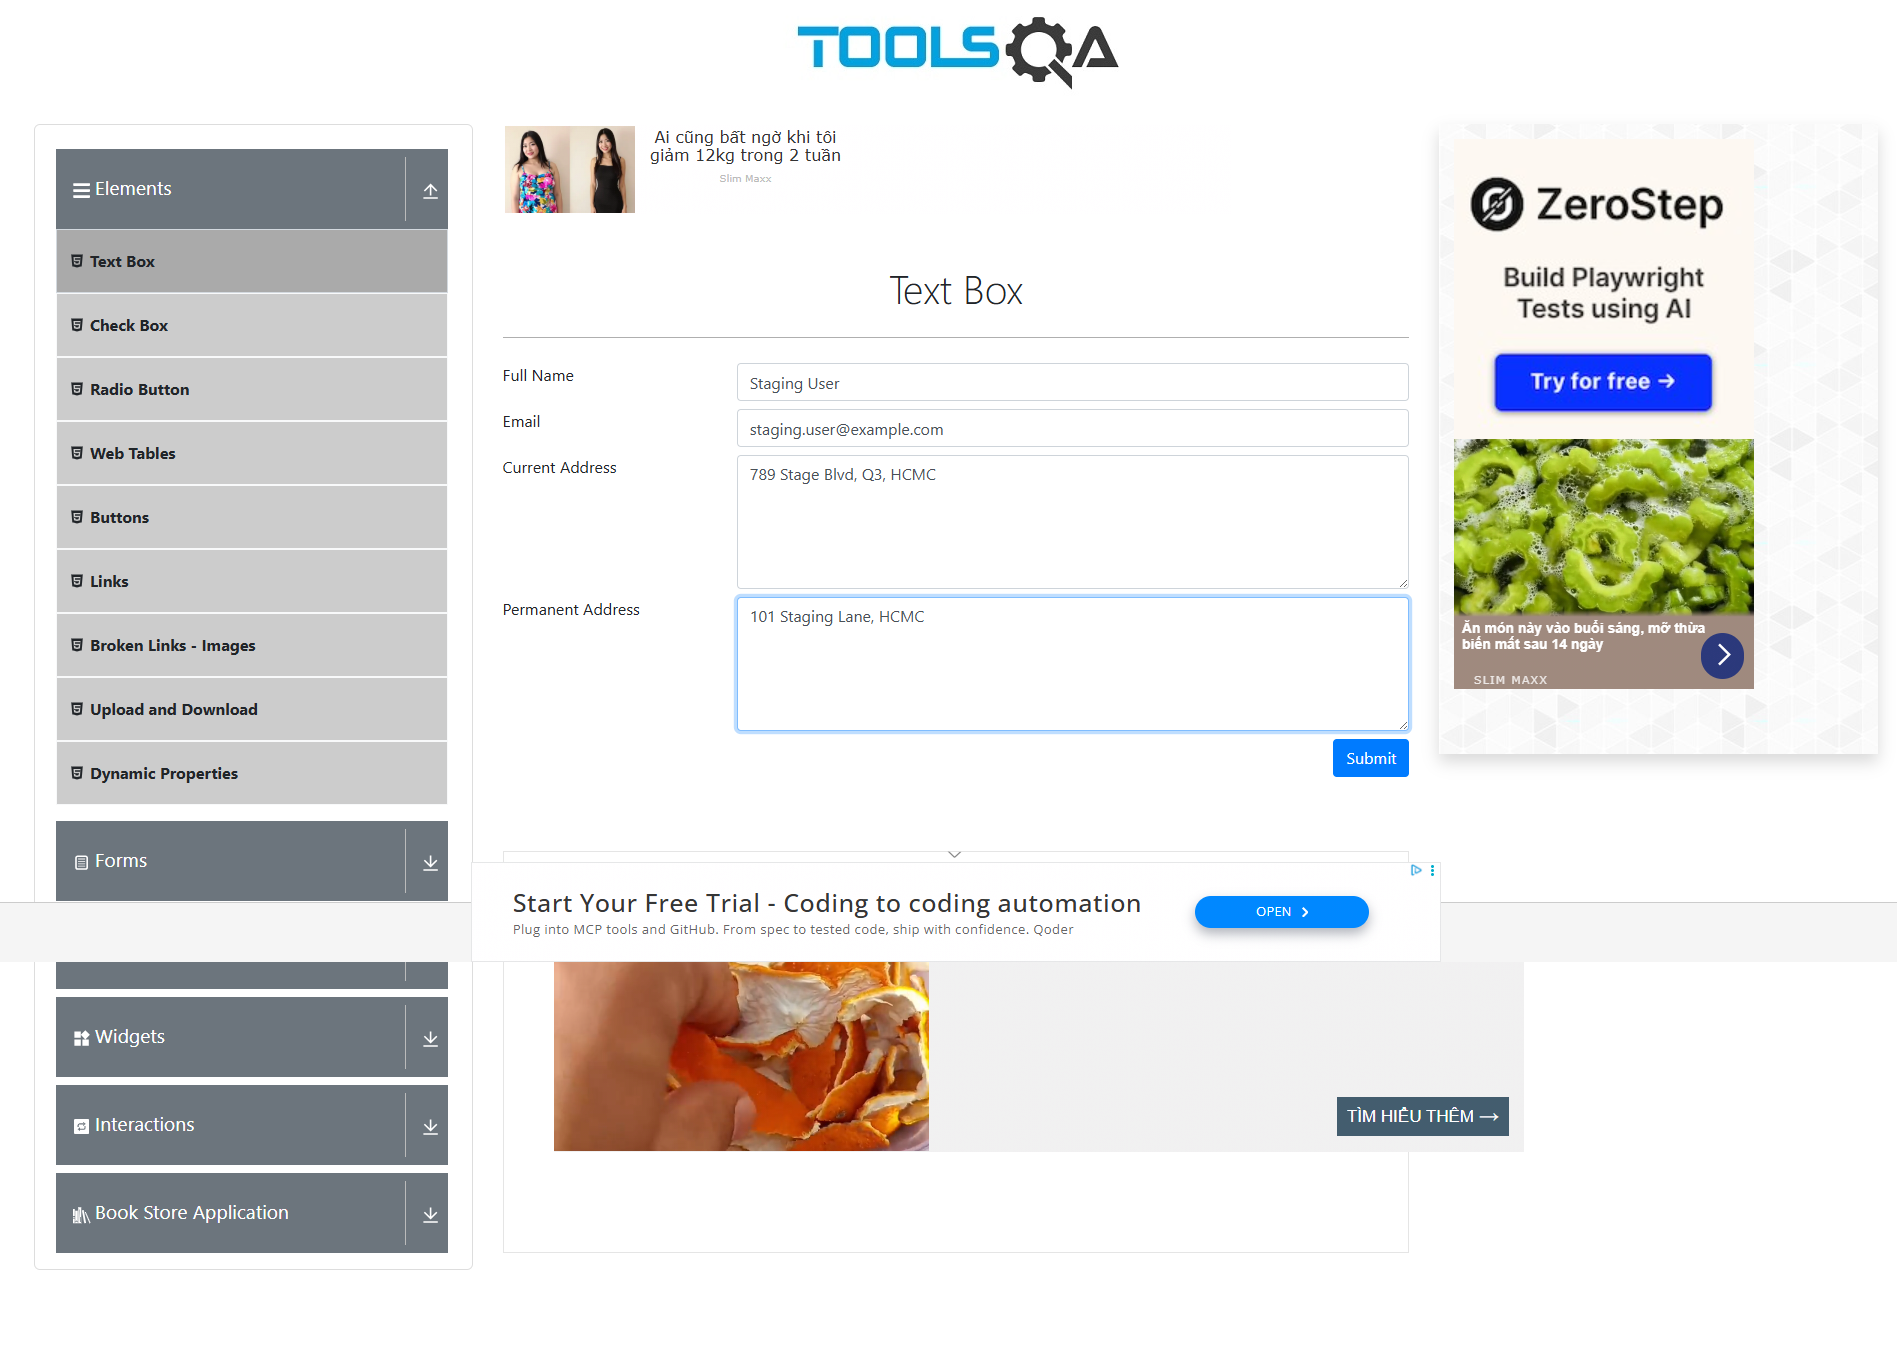 TOOLSQA
Elements
Text Box
Check Box
Radio Button
Web Tables
Buttons
Links
Broken Links - Images
Upload and Download
Dynamic Properties
Forms
Widgets
Interactions
Book Store Application
Ai cũng bất ngờ khi tôi
giảm 12kg trong 2 tuần
Slim Maxx
Text Box
Full Name
Staging User
Email
staging.user@example.com
Current Address
789 Stage Blvd, Q3, HCMC
Permanent Address
101 Staging Lane, HCMC
Submit
Start Your Free Trial - Coding to coding automation
Plug into MCP tools and GitHub. From spec to tested code, ship with confidence. Qoder
OPEN
TÌM HIỂU THÊM →
ZeroStep
Build Playwright
Tests using AI
Try for free →
Ăn món này vào buổi sáng, mỡ thừa
biến mất sau 14 ngày
SLIM MAXX